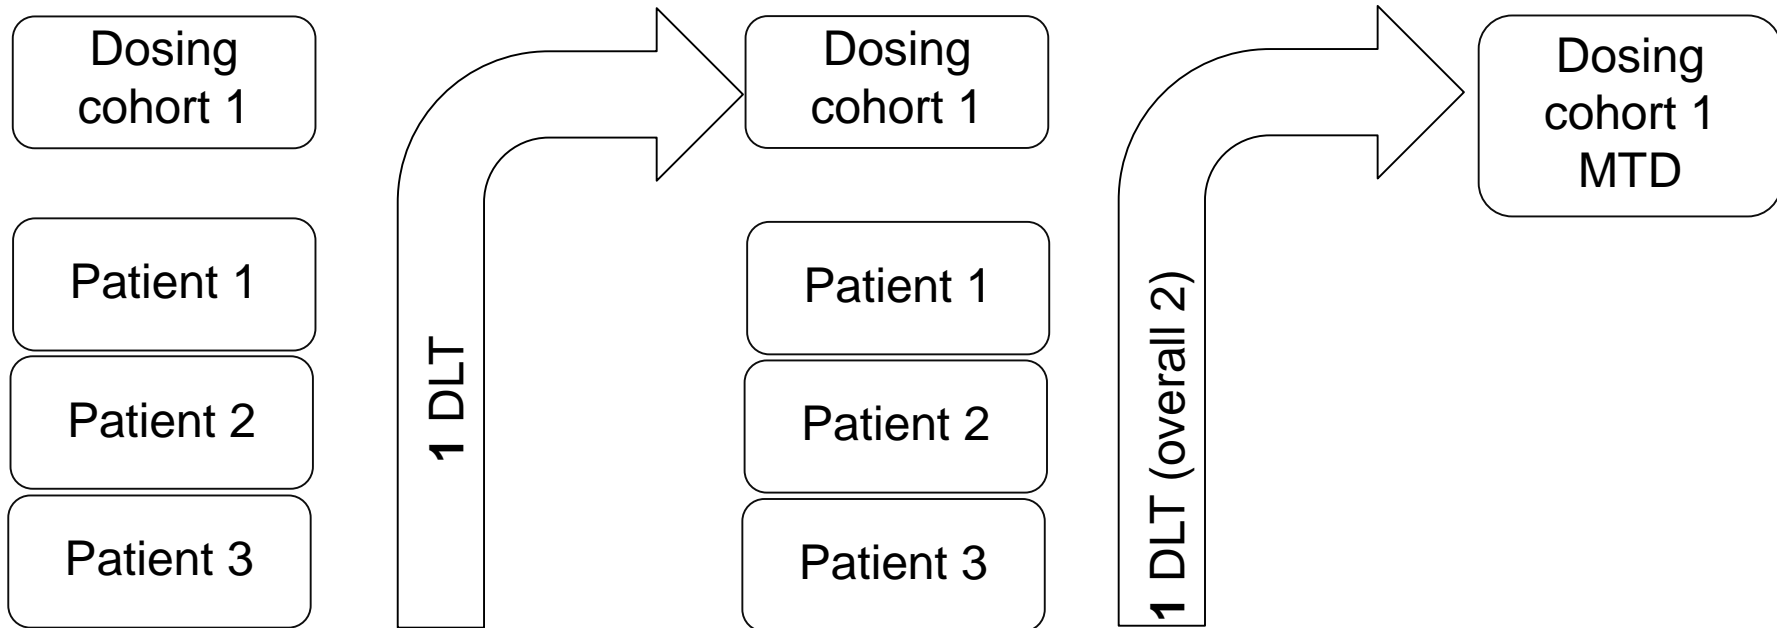 Dosing
cohort 1
Patient 1
Patient 2
Patient 3
1 DLT
Dosing
cohort 1
Patient 1
Patient 2
Patient 3
1 DLT (overall 2)
Dosing
cohort 1
MTD